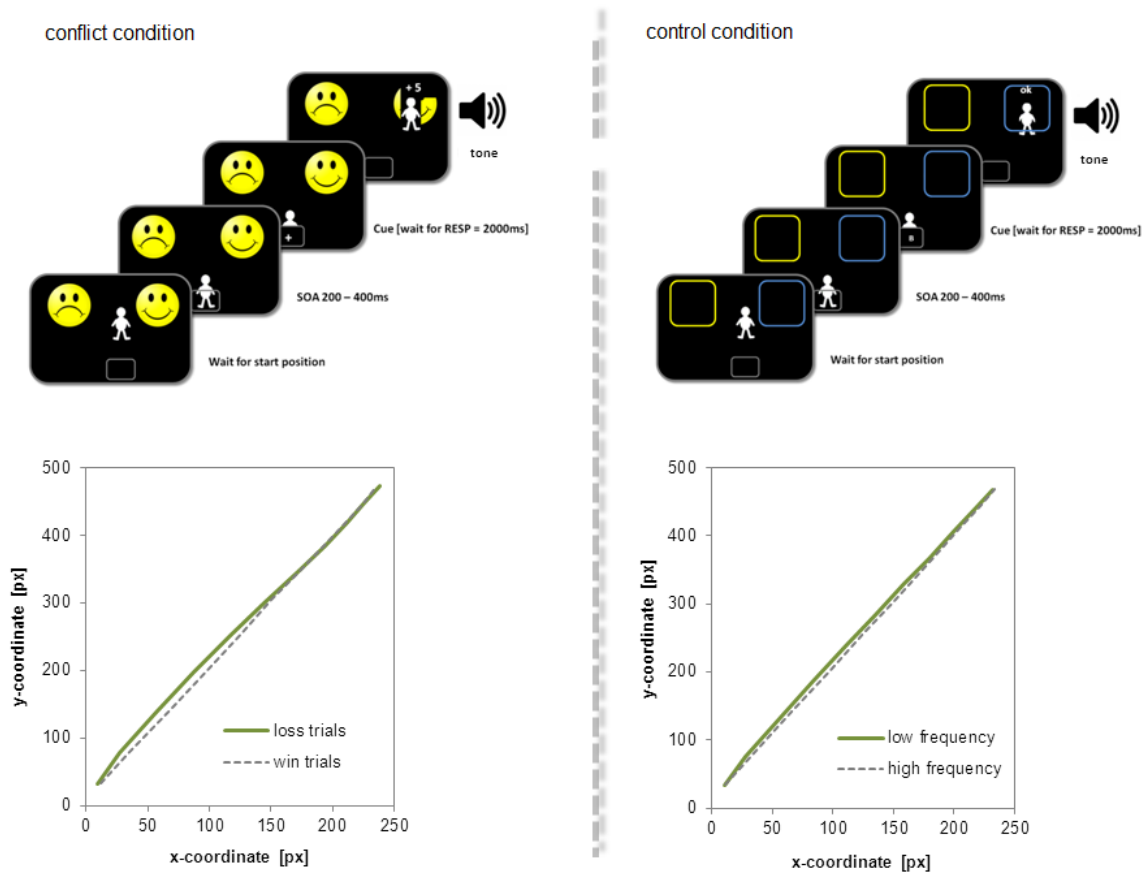 conflict condition
+ 5
tone
+
Cue [wait for RESP = 2000ms]
SOA 200 – 400ms
Wait for start position
500
400
300
200
100
0
0 50 100 150 200 250
y-coordinate [px]
x-coordinate [px]
loss trials
win trials
control condition
ok
tone
B
Cue [wait for RESP = 2000ms]
SOA 200 – 400ms
Wait for start position
500
400
300
200
100
0
0 50 100 150 200 250
y-coordinate [px]
x-coordinate [px]
low frequency
high frequency